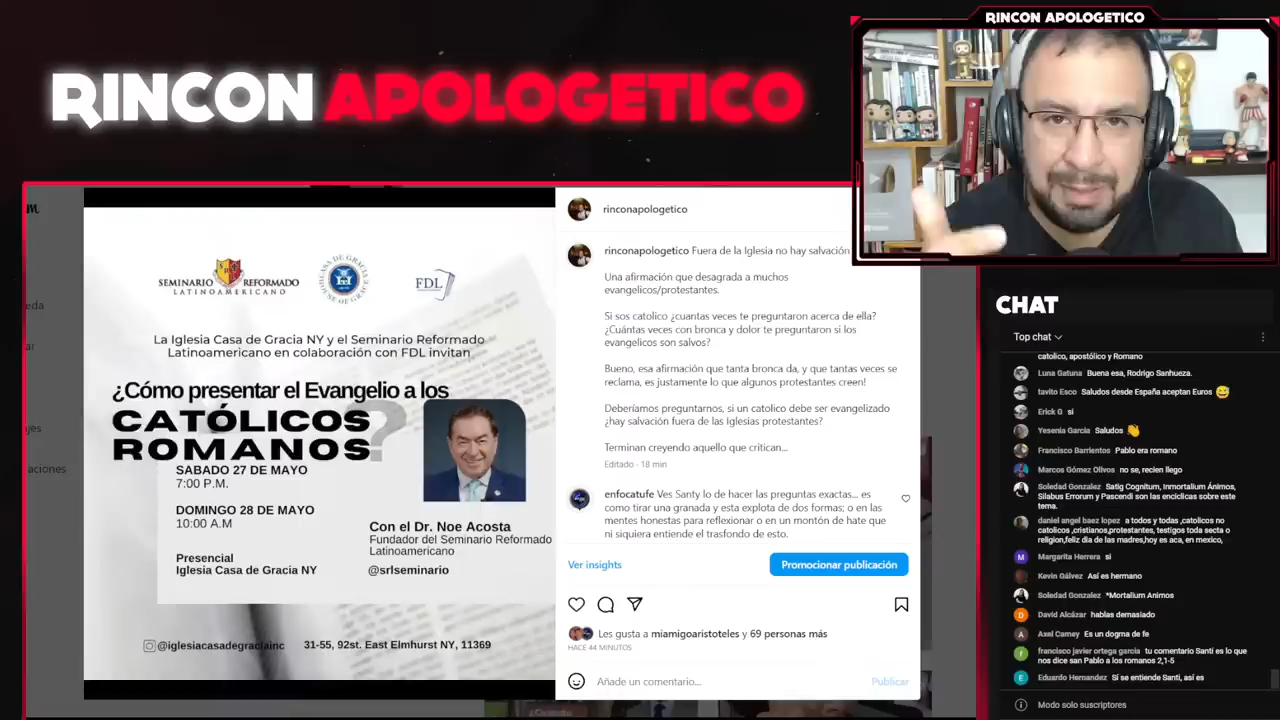 RINCON APOLOGETICO
RINCON APOLOGETICO
SEMINARIO REFORMADO
LATINOAMERICANO
FDL
La Iglesia Casa de Gracia NY y el Seminario Reformado
Latinoamericano en colaboración con FDL invitan
¿Cómo presentar el Evangelio a los
CATÓLICOS
ROMANOS?
SABADO 27 DE MAYO
7:00 P.M.
DOMINGO 28 DE MAYO
10:00 A.M
Presencial
Iglesia Casa de Gracia NY
Con el Dr. Noe Acosta
Fundador del Seminario Reformado
Latinoamericano
@srlseminario
@iglesiacasadegraciainc
31-55, 92st. East Elmhurst NY, 11369
eda
ar
jes
aciones
rinconapologetico
rinconapologetico Fuera de la Iglesia no hay salvación
Una afirmación que desagrada a muchos
evangelicos/protestantes.
Si sos catolico ¿cuantas veces te preguntaron acerca de ella?
¿Cuántas veces con bronca y dolor te preguntaron si los
evangelicos son salvos?
Bueno, esa afirmación que tanta bronca da, y que tantas veces se
reclama, es justamente lo que algunos protestantes creen!
Deberíamos preguntarnos, si un catolico debe ser evangelizado
¿hay salvación fuera de las Iglesias protestantes?
Terminan creyendo aquello que critican...
Editado · 18 min
enfocatufe Ves Santy lo de hacer las preguntas exactas... es
como tirar una granada y esta explota de dos formas; o en las
mentes honestas para reflexionar o en un montón de hate que
ni siquiera entiende el trasfondo de esto.
Ver insights
Promocionar publicación
Les gusta a miamigoaristoteles y 69 personas más
HACE 44 MINUTOS
Añade un comentario...
Publicar
CHAT
Top chat
catolico, apostólico y Romano
Luna Gatuna Buena esa, Rodrigo Sanhueza.
tavito Esco Saludos desde España aceptan Euros 😅
Erick G si
Yesenia Garcia Saludos 👋
Francisco Barrientos Pablo era romano
Marcos Gómez Olivos no se, recien llego
Soledad Gonzalez Satig Cognitum, Inmortalium Ánimos,
Silabus Errorum y Pascendi son las encíclicas sobre este
tema.
daniel angel baez lopez a todos y todas ,catolicos no
catolicos ,cristianos,protestantes, testigos toda secta o
religion,feliz dia de las madres,hoy es aca, en mexico,
M Margarita Herrera si
Kevin Gálvez Así es hermano
Soledad Gonzalez *Mortalium Animos
D David Alcázar hablas demasiado
A Axel Camey Es un dogma de fe
f francisco javier ortega garcia tu comentario Santi es lo que
nos dice san Pablo a los romanos 2,1-5
E Eduardo Hernandez Sí se entiende Santi, así es
Modo solo suscriptores